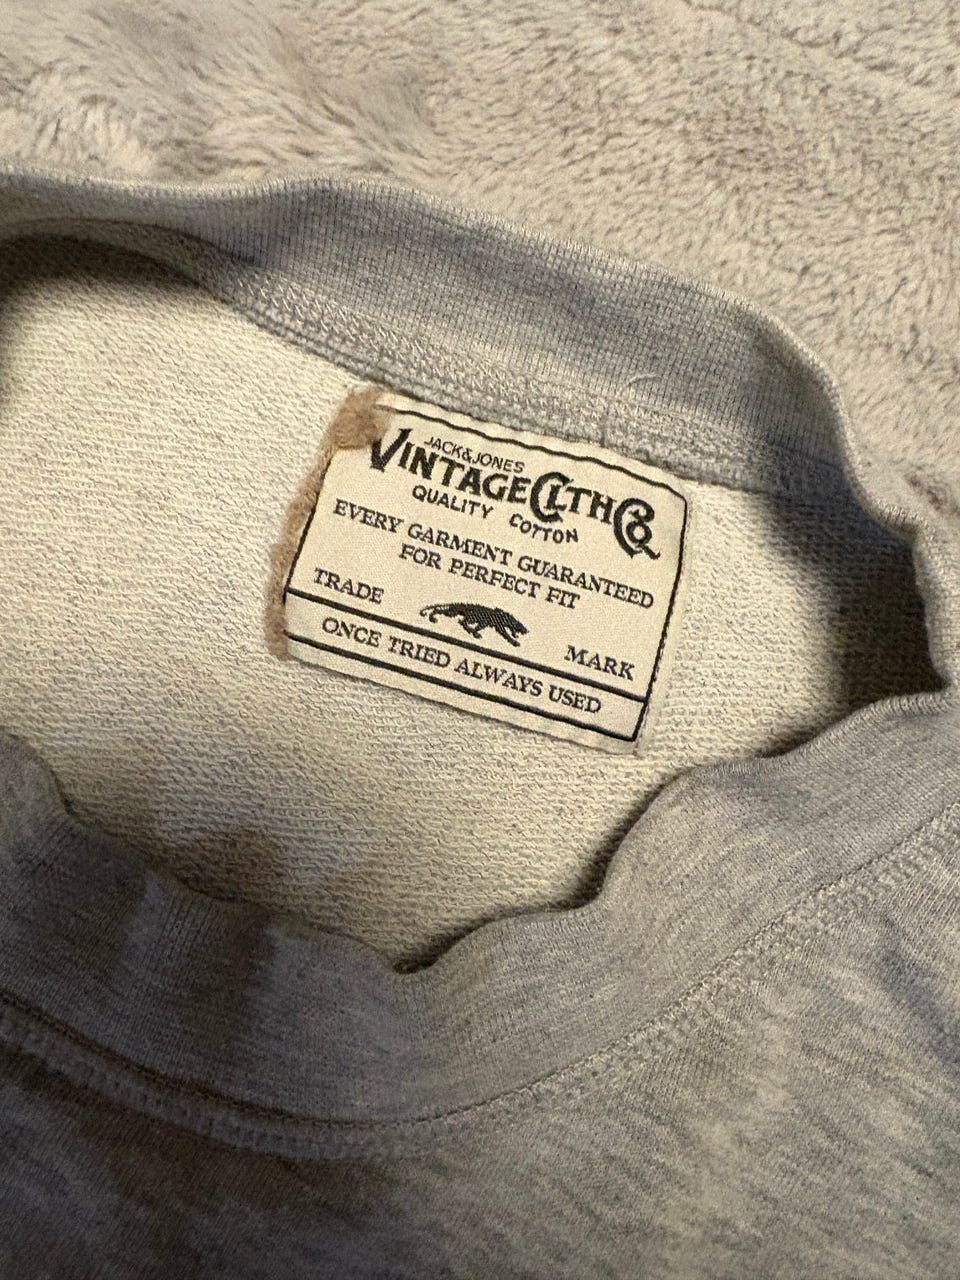 JACK&JONES
VINTAGE CLTH Co
QUALITY COTTON
EVERY GARMENT GUARANTEED
FOR PERFECT FIT
TRADE MARK
ONCE TRIED ALWAYS USED